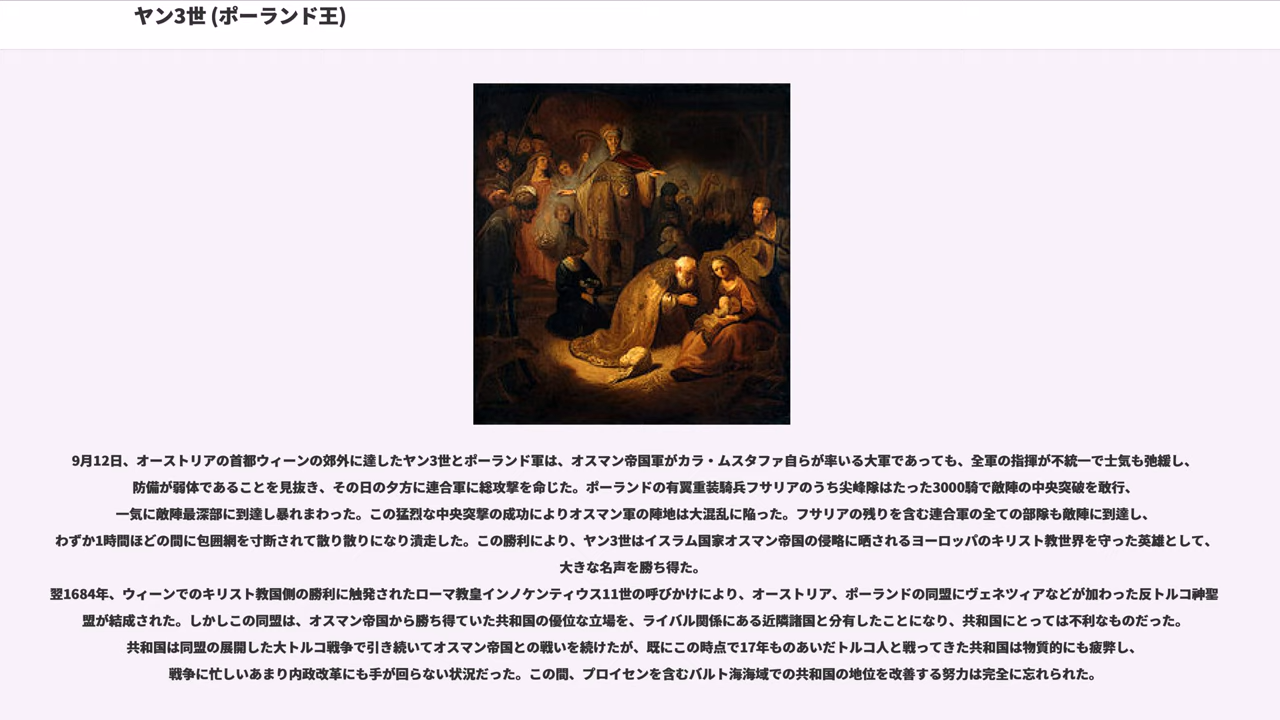 ヤン3世 (ポーランド王)
9月12日、オーストリアの首都ウィーンの郊外に達したヤン3世とポーランド軍は、オスマン帝国軍がカラ・ムスタファ自らが率いる大軍であっても、全軍の指揮が不統一で士気も弛緩し、
防備が弱体であることを見抜き、その日の夕方に連合軍に総攻撃を命じた。ポーランドの有翼重装騎兵フサリアのうち尖峰隊はたった3000騎で敵陣の中央突破を敢行、
一気に敵陣最深部に到達し暴れまわった。この猛烈な中央突撃の成功によりオスマン軍の陣地は大混乱に陥った。フサリアの残りを含む連合軍の全ての部隊も敵陣に到達し、
わずか1時間ほどの間に包囲網を寸断されて散り散りになり潰走した。この勝利により、ヤン3世はイスラム国家オスマン帝国の侵略に晒されるヨーロッパのキリスト教世界を守った英雄として、
大きな名声を勝ち得た。
翌1684年、ウィーンでのキリスト教国側の勝利に触発されたローマ教皇インノケンティウス11世の呼びかけにより、オーストリア、ポーランドの同盟にヴェネツィアなどが加わった反トルコ神聖
盟が結成された。しかしこの同盟は、オスマン帝国から勝ち得ていた共和国の優位な立場を、ライバル関係にある近隣諸国と分有したことになり、共和国にとっては不利なものだった。
共和国は同盟の展開した大トルコ戦争で引き続いてオスマン帝国との戦いを続けたが、既にこの時点で17年ものあいだトルコ人と戦ってきた共和国は物質的にも疲弊し、
戦争に忙しいあまり内政改革にも手が回らない状況だった。この間、プロイセンを含むバルト海海域での共和国の地位を改善する努力は完全に忘れられた。